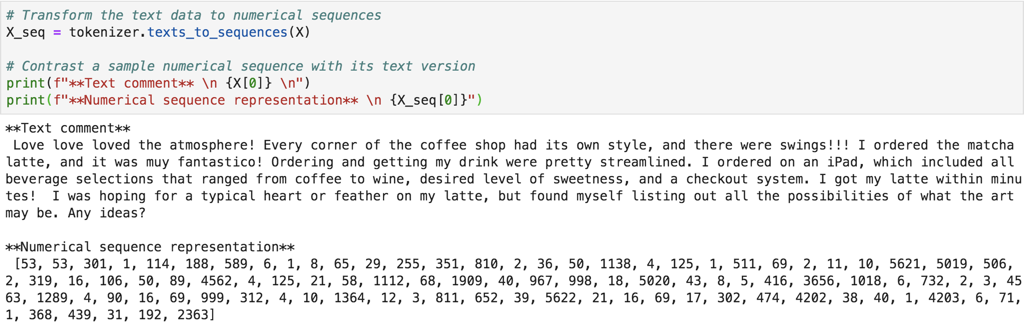 # Transform the text data to numerical sequences
X_seq = tokenizer.texts_to_sequences(X)
# Contrast a sample numerical sequence with its text version
print(f"**Text comment** \n {X[0]} \n")
print(f"**Numerical sequence representation** \n {X_seq[0]}")
**Text comment**
Love love loved the atmosphere! Every corner of the coffee shop had its own style, and there were swings!!! I ordered the matcha
latte, and it was muy fantastico! Ordering and getting my drink were pretty streamlined. I ordered on an iPad, which included all
beverage selections that ranged from coffee to wine, desired level of sweetness, and a checkout system. I got my latte within minu
tes!  I was hoping for a typical heart or feather on my latte, but found myself listing out all the possibilities of what the art
may be. Any ideas?
**Numerical sequence representation**
[53, 53, 301, 1, 114, 188, 589, 6, 1, 8, 65, 29, 255, 351, 810, 2, 36, 50, 1138, 4, 125, 1, 511, 69, 2, 11, 10, 5621, 5019, 506,
2, 319, 16, 106, 50, 89, 4562, 4, 125, 21, 58, 1112, 68, 1909, 40, 967, 998, 18, 5020, 43, 8, 5, 416, 3656, 1018, 6, 732, 2, 3, 45
63, 1289, 4, 90, 16, 69, 999, 312, 4, 10, 1364, 12, 3, 811, 652, 39, 5622, 21, 16, 69, 17, 302, 474, 4202, 38, 40, 1, 4203, 6, 71,
1, 368, 439, 31, 192, 2363]